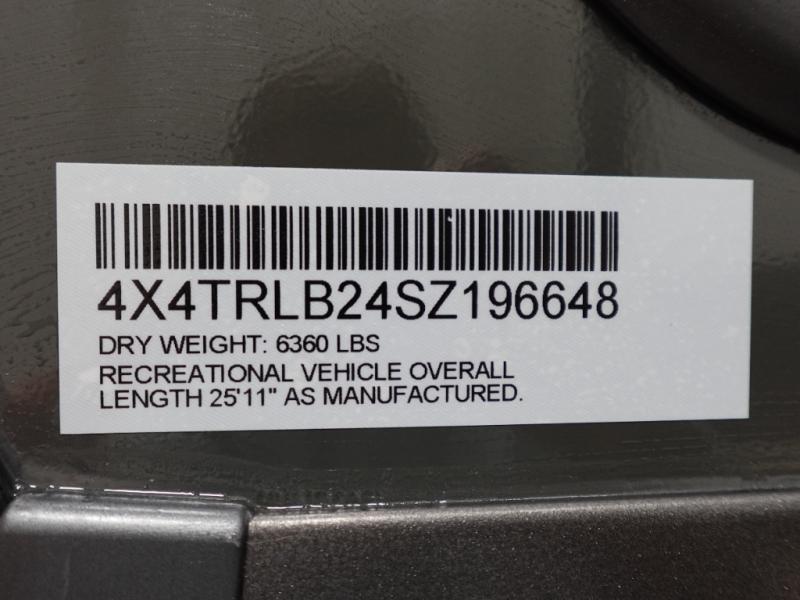 4X4TRLB24SZ196648
DRY WEIGHT: 6360 LBS
RECREATIONAL VEHICLE OVERALL
LENGTH 25'11" AS MANUFACTURED.